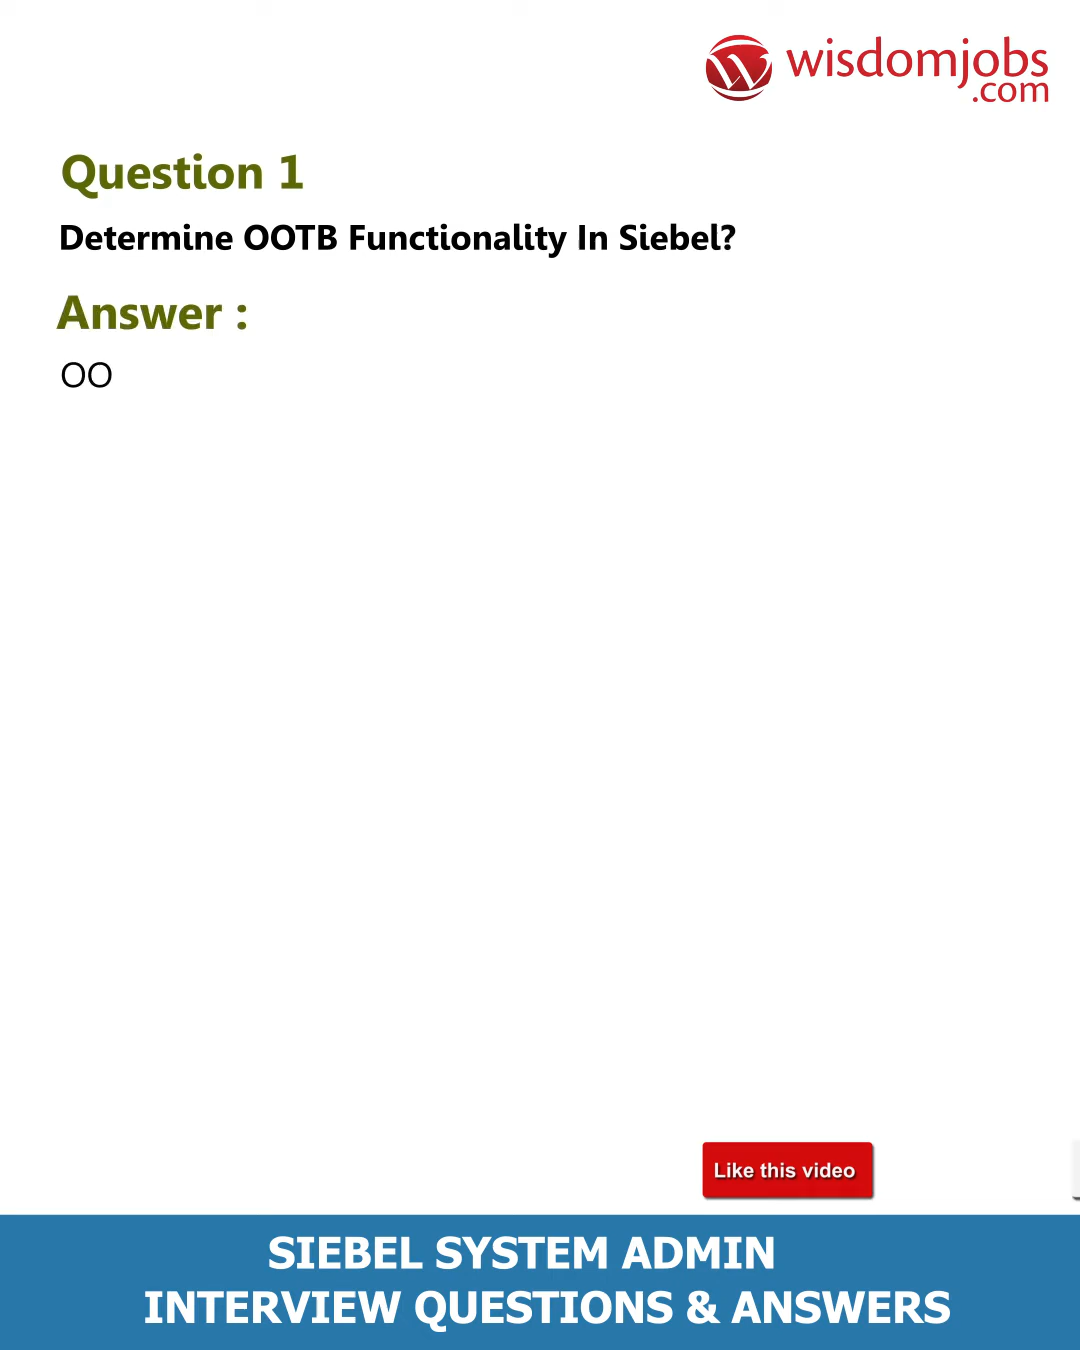 wisdomjobs
.com
Question 1
Determine OOTB Functionality In Siebel?
Answer :
OO
Like this video
SIEBEL SYSTEM ADMIN
INTERVIEW QUESTIONS & ANSWERS